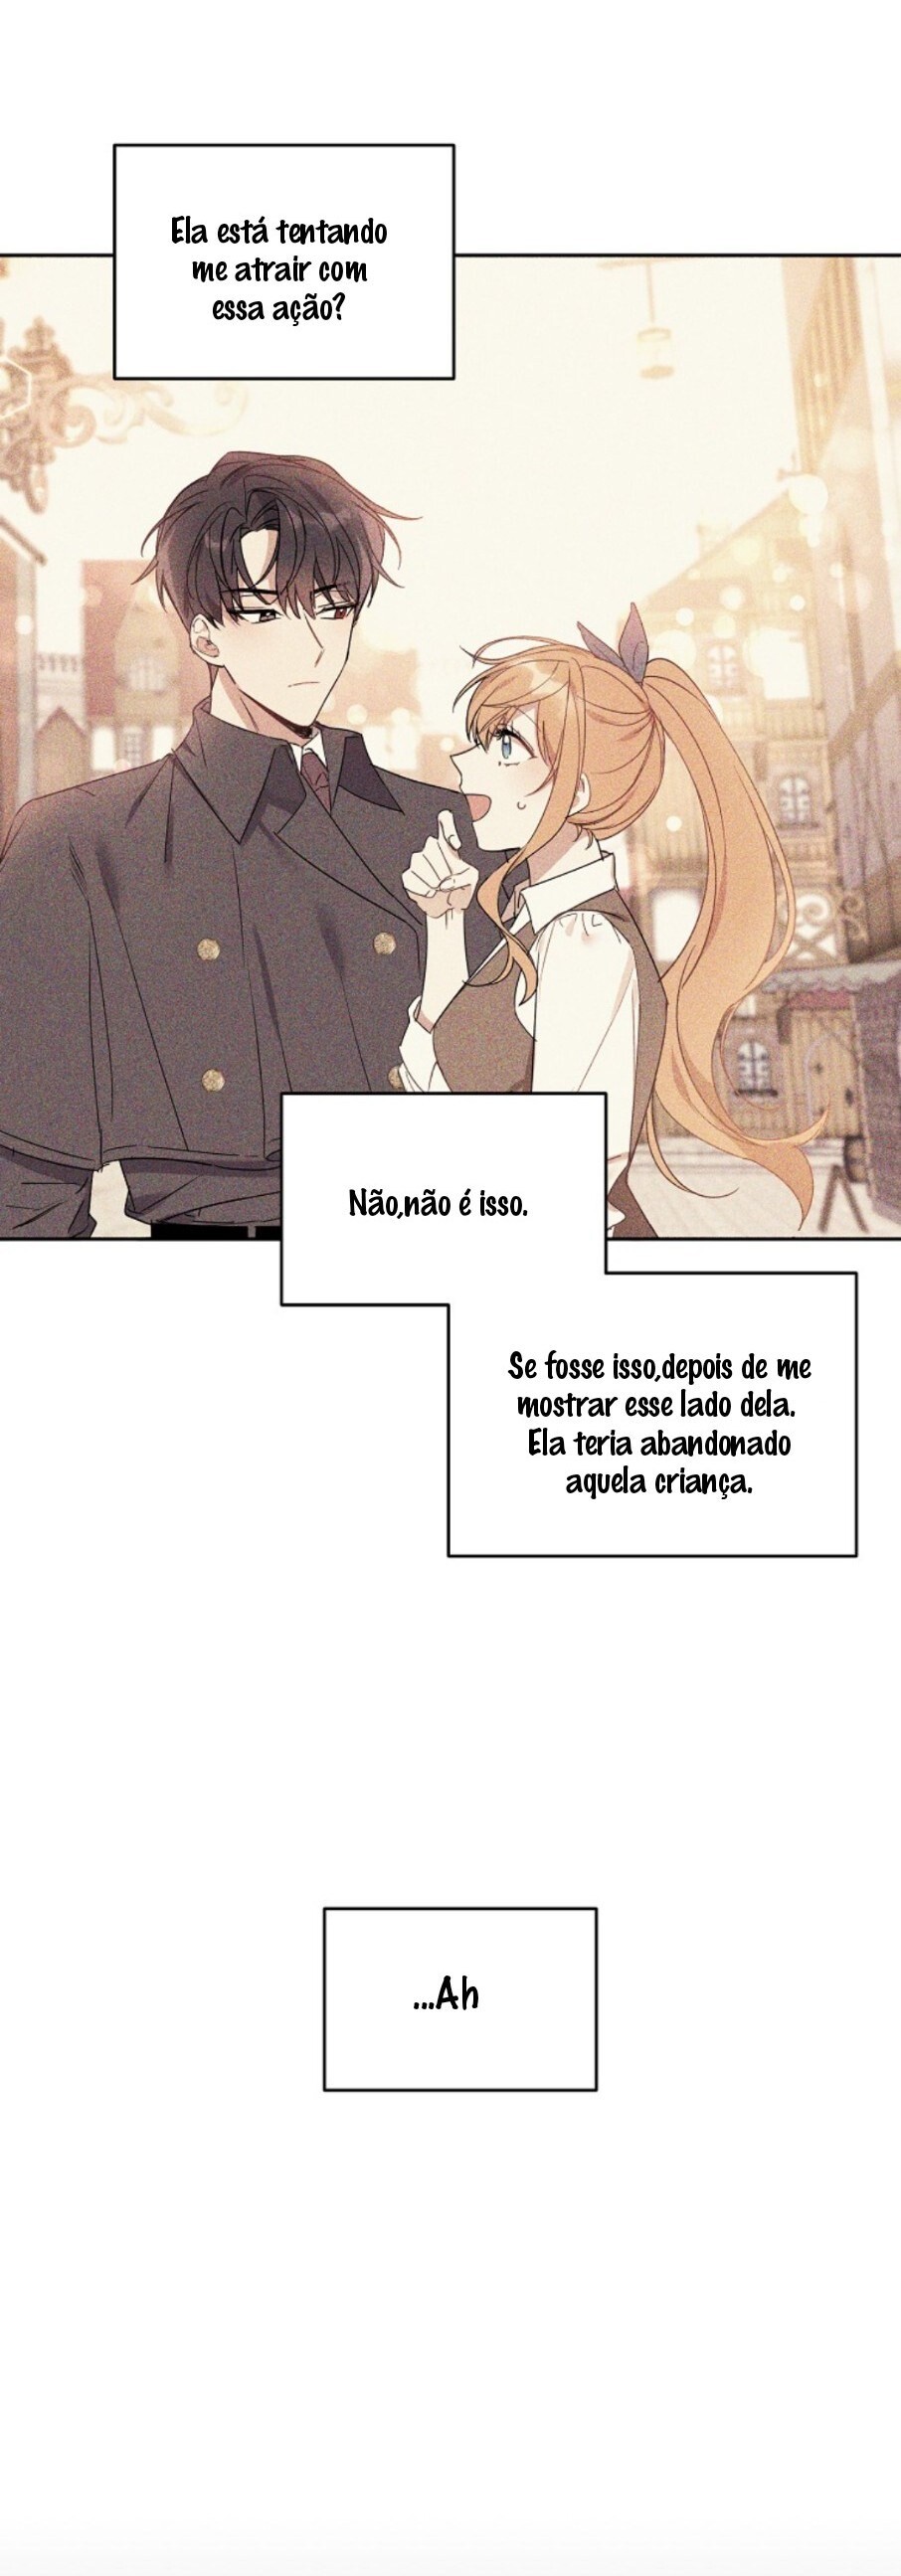 Ela está tentando
me atrair com
essa ação?
Não,não é isso.
Se fosse isso,depois de me
mostrar esse lado dela.
Ela teria abandonado
aquela criança.
...Ah